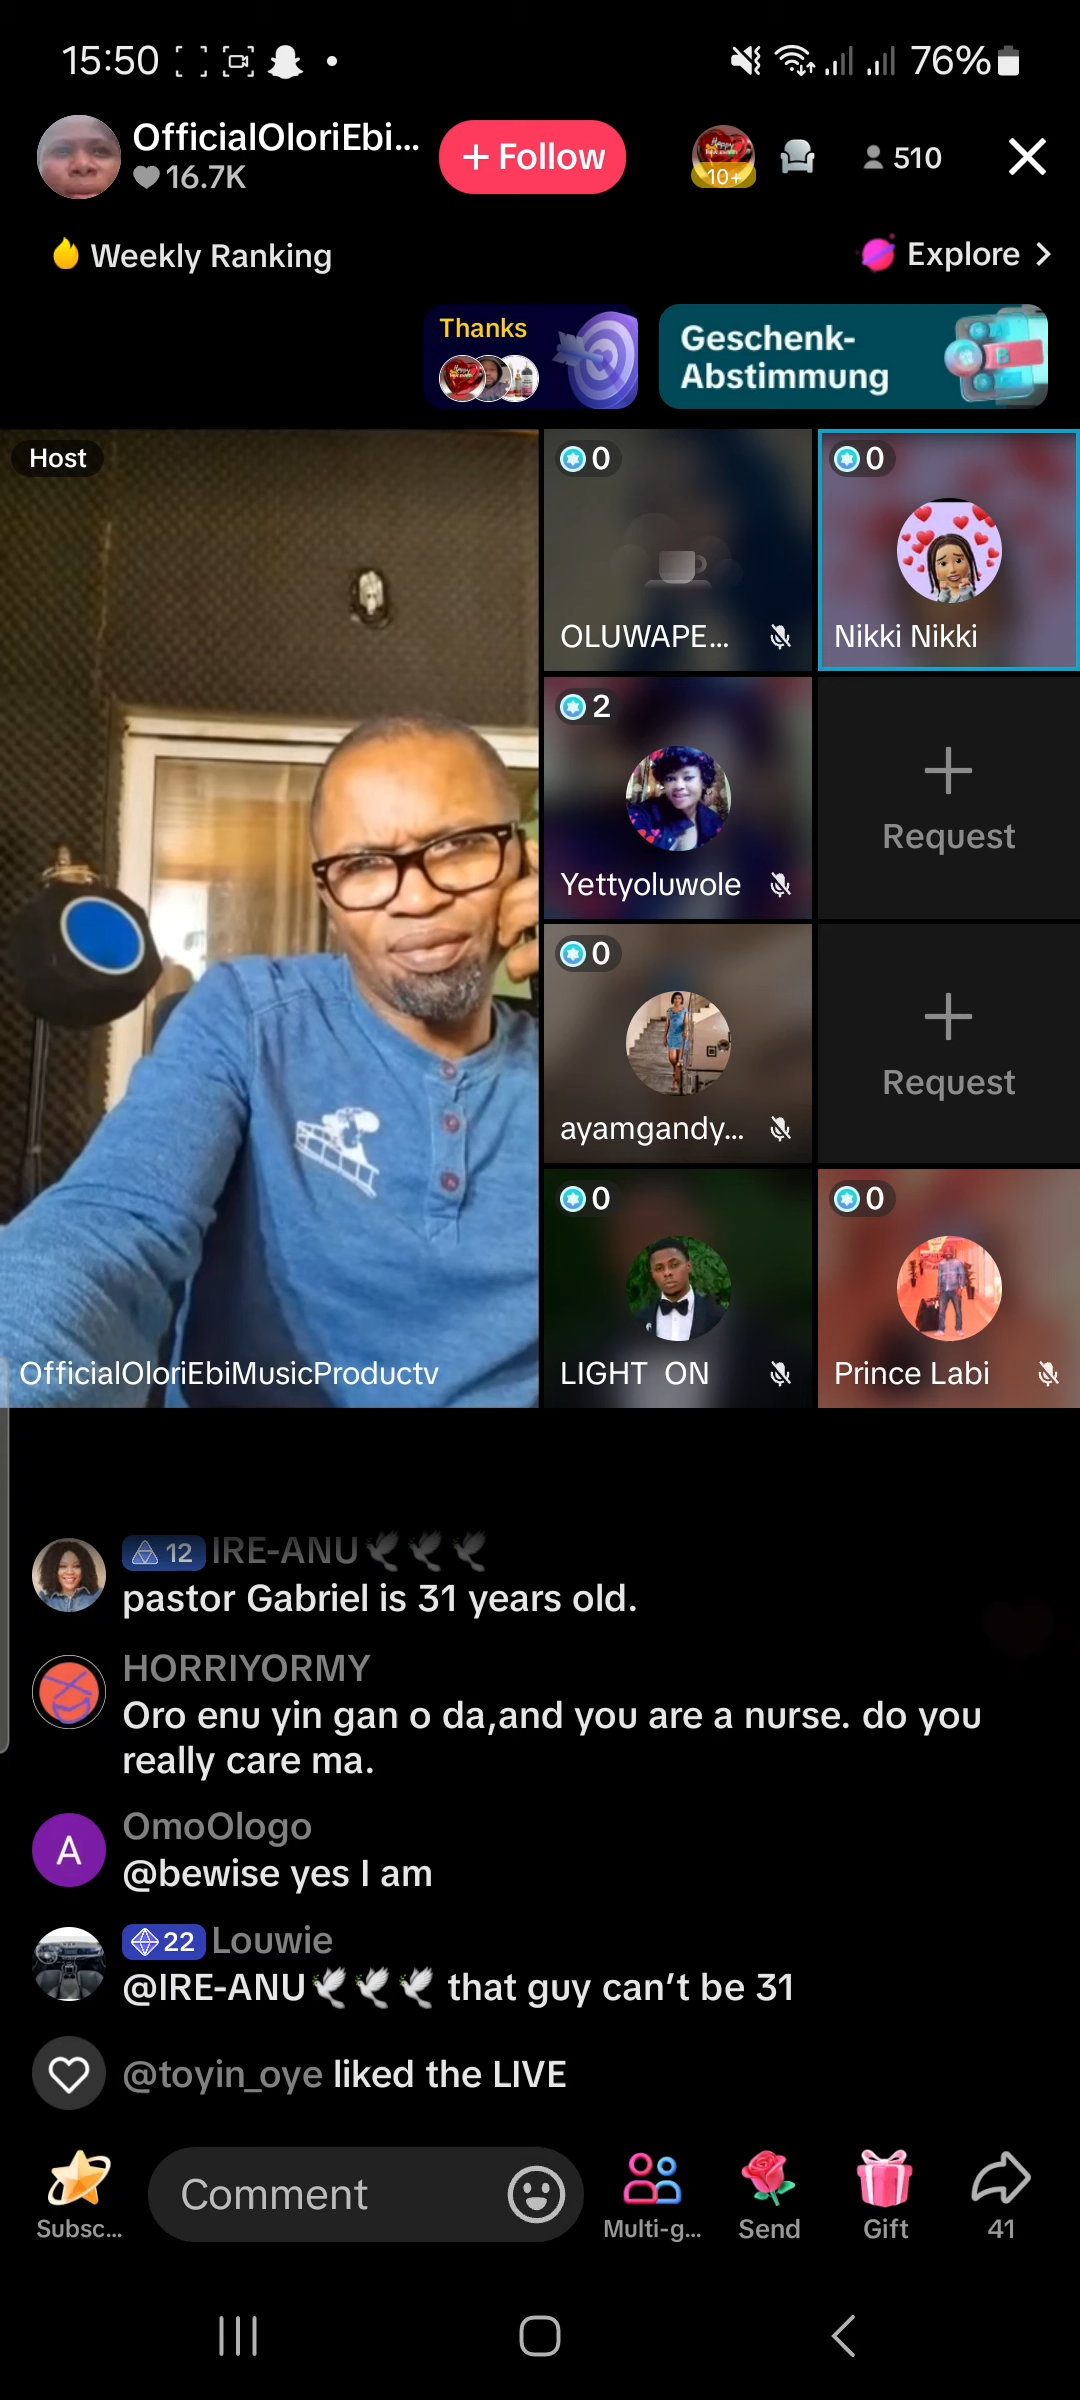 15:50
76%
OfficialOloriEbi...
16.7K
+ Follow
10+
510
Weekly Ranking
Explore
Thanks
Geschenk-
Abstimmung
Host
0
OLUWAPE...
0
Nikki Nikki
2
Yettyoluwole
Request
0
ayamgandy...
Request
OfficialOloriEbiMusicProductv
0
LIGHT ON
0
Prince Labi
12 IRE-ANU🕊️🕊️🕊️
pastor Gabriel is 31 years old.
HORRIYORMY
Oro enu yin gan o da,and you are a nurse. do you
really care ma.
A
OmoOlogo
@bewise yes I am
22 Louwie
@IRE-ANU🕊️🕊️🕊️ that guy can't be 31
@toyin_oye liked the LIVE
Comment
Subsc...
Multi-g...
Send
Gift
41